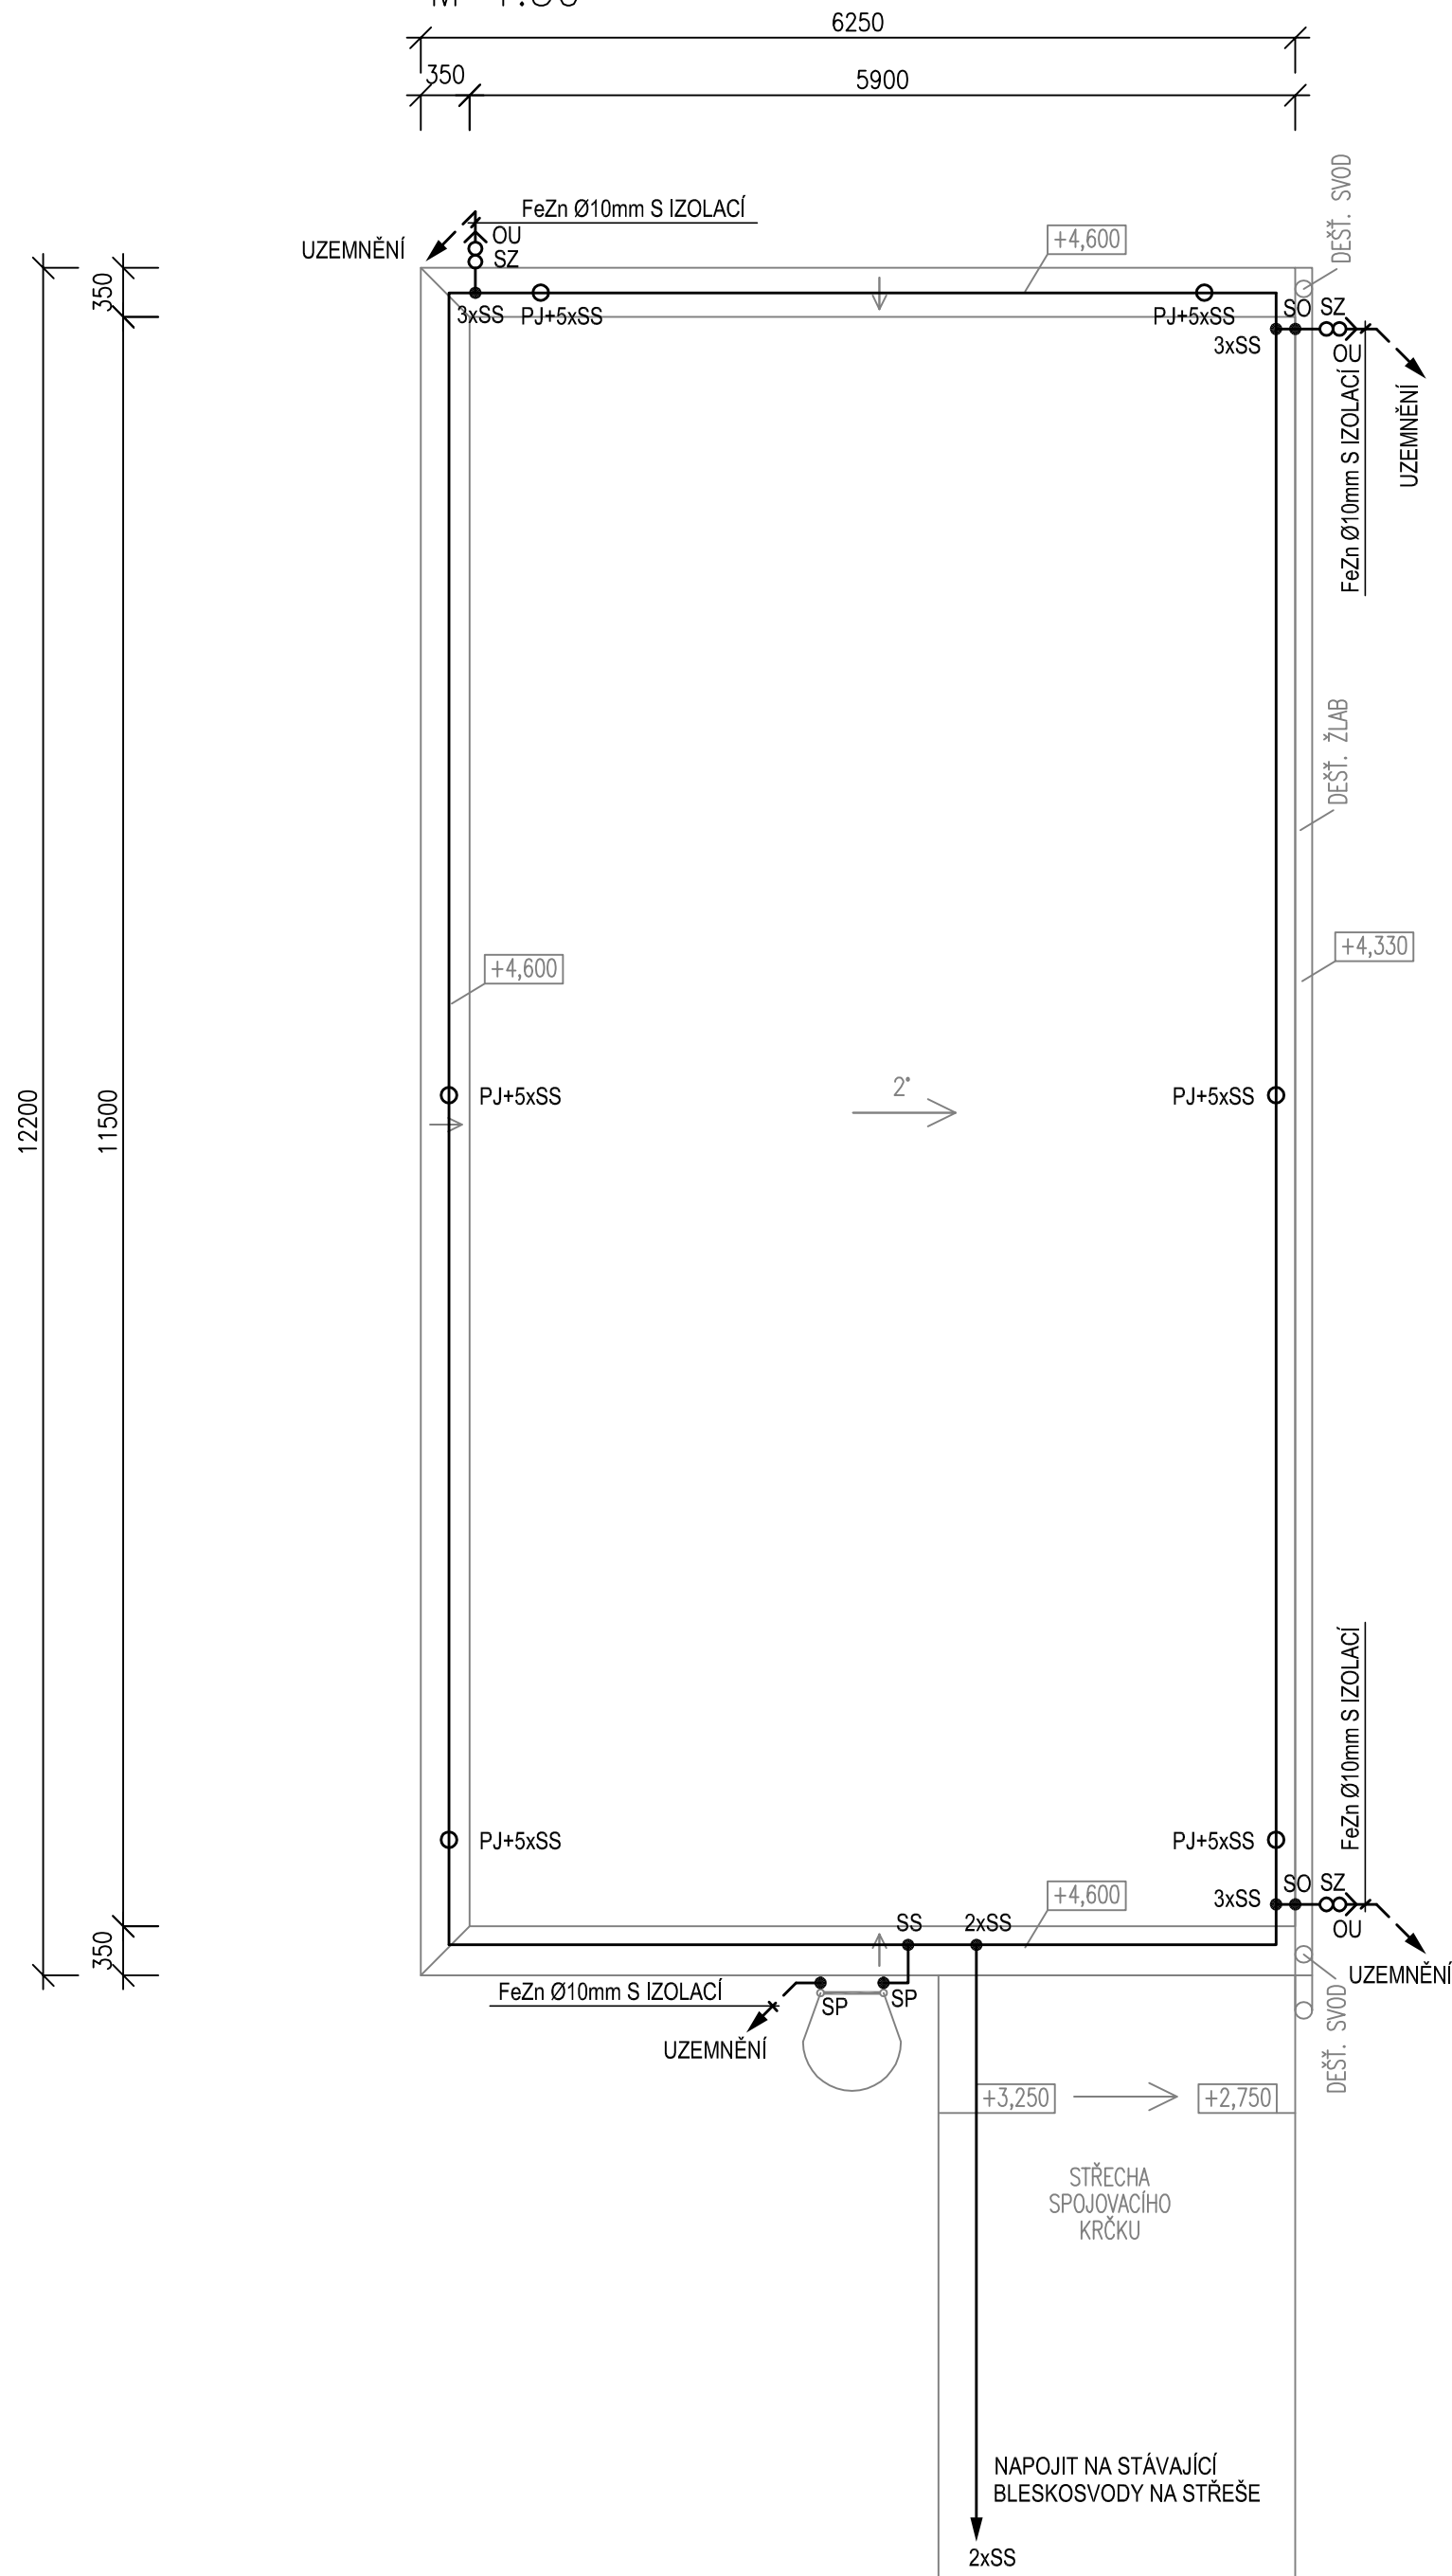 6250
350
5900
FeZn Ø10mm S IZOLACÍ
UZEMNĚNÍ
OU
SZ
+4,600
DEŠŤ. SVOD
350
3xSS
PJ+5xSS
PJ+5xSS
SO
SZ
3xSS
OU
FeZn Ø10mm S IZOLACÍ
UZEMNĚNÍ
DEŠŤ. ŽLAB
+4,600
+4,330
12200
11500
PJ+5xSS
2°
PJ+5xSS
FeZn Ø10mm S IZOLACÍ
PJ+5xSS
PJ+5xSS
+4,600
3xSS
SO
SZ
OU
SS
2xSS
350
UZEMNĚNÍ
FeZn Ø10mm S IZOLACÍ
SP
SP
UZEMNĚNÍ
DEŠŤ. SVOD
+3,250
+2,750
STŘECHA
SPOJOVACÍHO
KRČKU
NAPOJIT NA STÁVAJÍCÍ
BLESKOSVODY NA STŘEŠE
2xSS